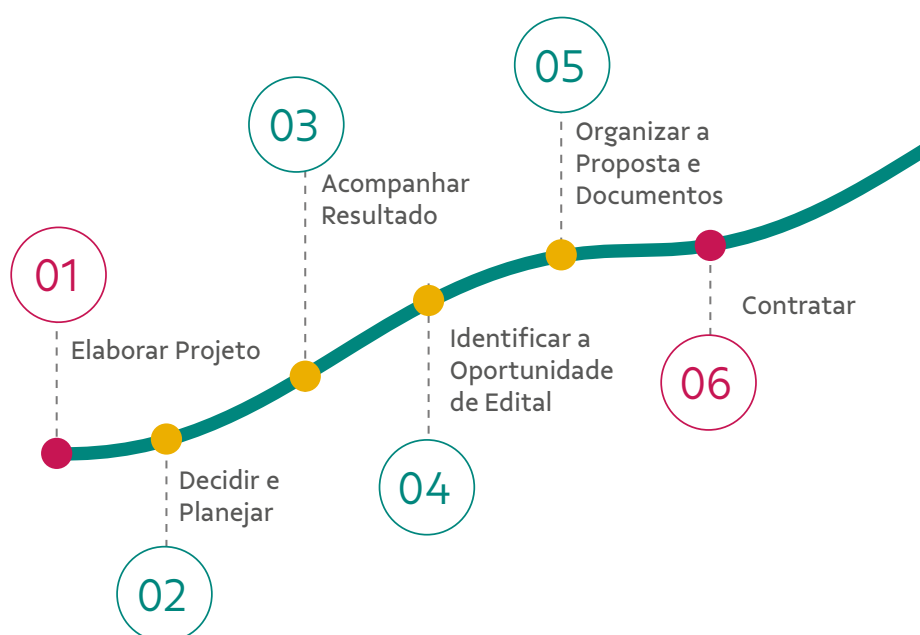 01
Elaborar Projeto
02
Decidir e
Planejar
03
Acompanhar
Resultado
04
Identificar a
Oportunidade
de Edital
05
Organizar a
Proposta e
Documentos
06
Contratar